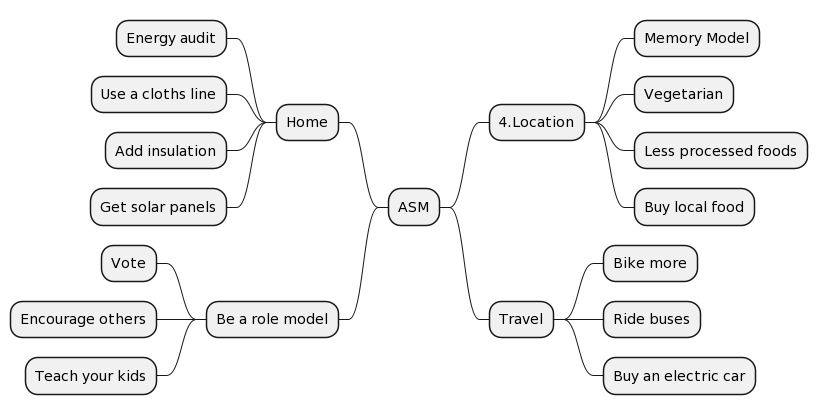 Energy audit
Use a cloths line
Add insulation
Get solar panels
Home
Vote
Encourage others
Teach your kids
Be a role model
ASM
4.Location
Memory Model
Vegetarian
Less processed foods
Buy local food
Travel
Bike more
Ride buses
Buy an electric car